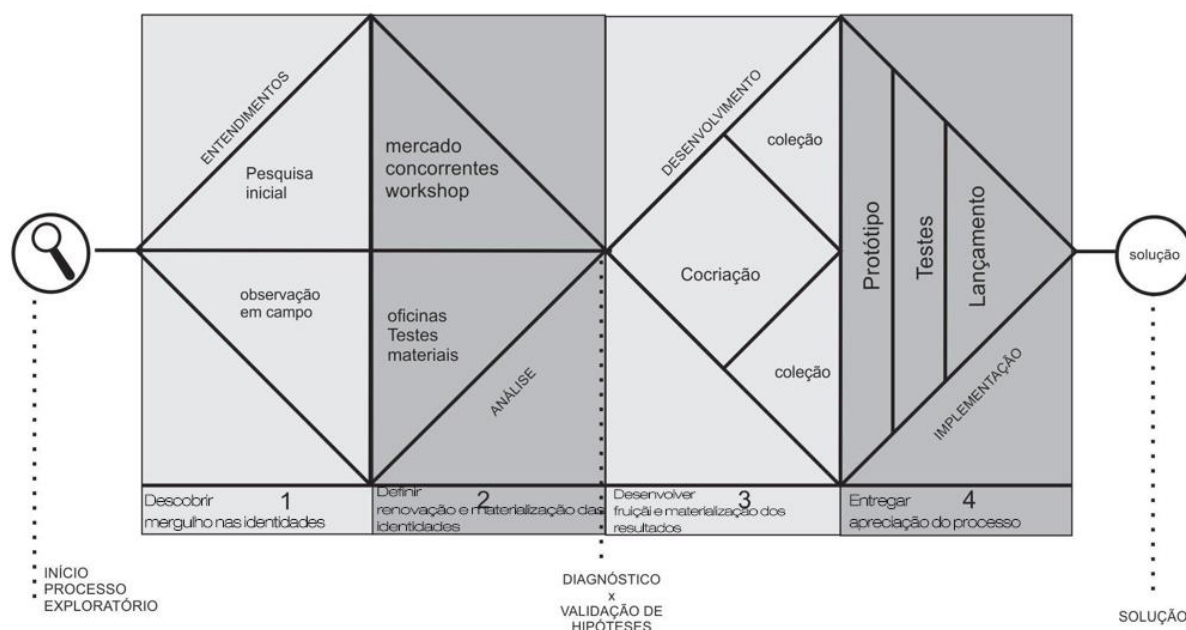 ENTENDIMENTOS
Pesquisa
inicial
observação
em campo
mercado
concorrentes
workshop
oficinas
Testes
materiais
ANÁLISE
DESENVOLVIMENTO
coleção
Cocriação
coleção
Protótipo
Testes
Lançamento
IMPLEMENTAÇÃO
solução
Descobrir 1
mergulho nas identidades
Definir 2
renovação e materialização das
identidades
Desenvolver 3
fruiçãi e materialização dos
resultados
Entregar 4
apreciação do processo
INÍCIO
PROCESSO
EXPLORATÓRIO
DIAGNÓSTICO
x
VALIDAÇÃO DE
HIPÓTESES
SOLUÇÃO